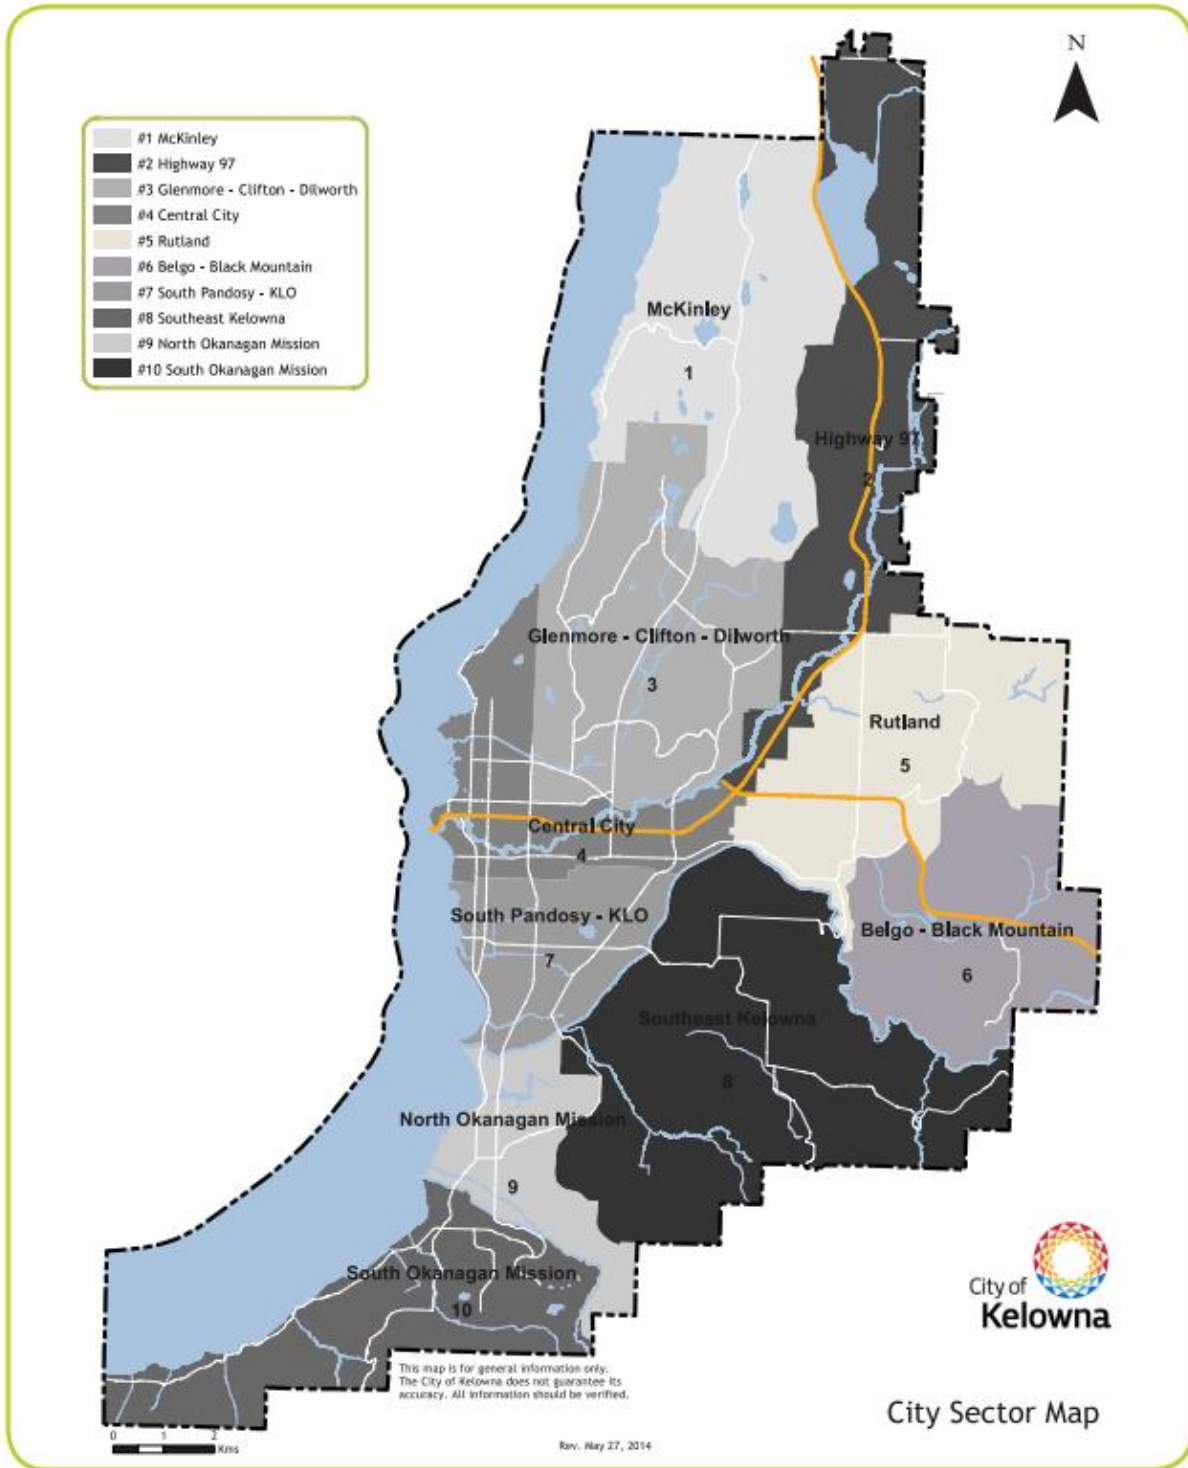 N
#1 McKinley
#2 Highway 97
#3 Glenmore - Clifton - Dilworth
#4 Central City
#5 Rutland
#6 Belgo - Black Mountain
#7 South Pandosy - KLO
#8 Southeast Kelowna
#9 North Okanagan Mission
#10 South Okanagan Mission
McKinley
1
Highway 97
2
Glenmore - Clifton - Dilworth
3
Rutland
5
Central City
4
South Pandosy - KLO
7
Belgo - Black Mountain
6
Southeast Kelowna
8
North Okanagan Mission
9
South Okanagan Mission
10
City of
Kelowna
This map is for general information only.
The City of Kelowna does not guarantee its
accuracy. All information should be verified.
City Sector Map
0 1 2
Kms
Rev. May 27, 2014